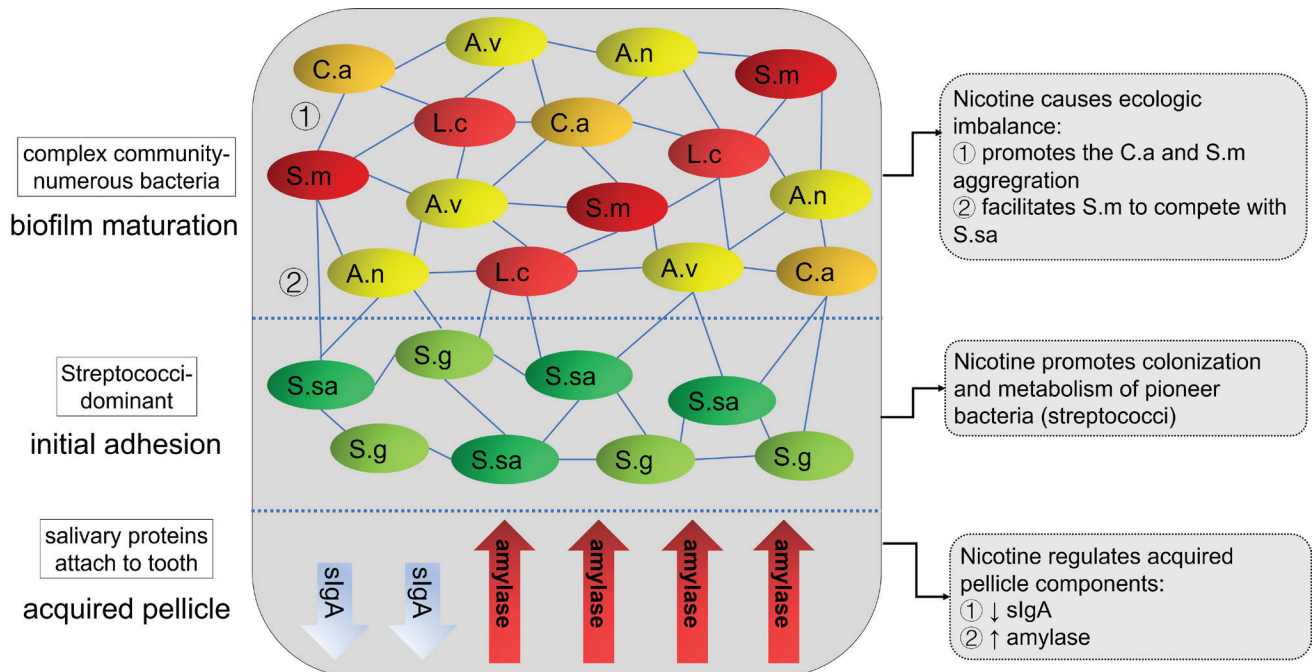 complex community-
numerous bacteria
biofilm maturation
Streptococci-
dominant
initial adhesion
salivary proteins
attach to tooth
acquired pellicle
A.v
A.n
C.a
S.m
①
L.c
C.a
L.c
S.m
A.v
S.m
A.n
②
A.n
L.c
A.v
C.a
S.g
S.sa
S.sa
S.sa
S.g
S.sa
S.g
S.g
sIgA
sIgA
amylase
amylase
amylase
amylase
Nicotine causes ecologic
imbalance:
① promotes the C.a and S.m
aggregration
② facilitates S.m to compete with
S.sa
Nicotine promotes colonization
and metabolism of pioneer
bacteria (streptococci)
Nicotine regulates acquired
pellicle components:
① ↓ sIgA
② ↑ amylase